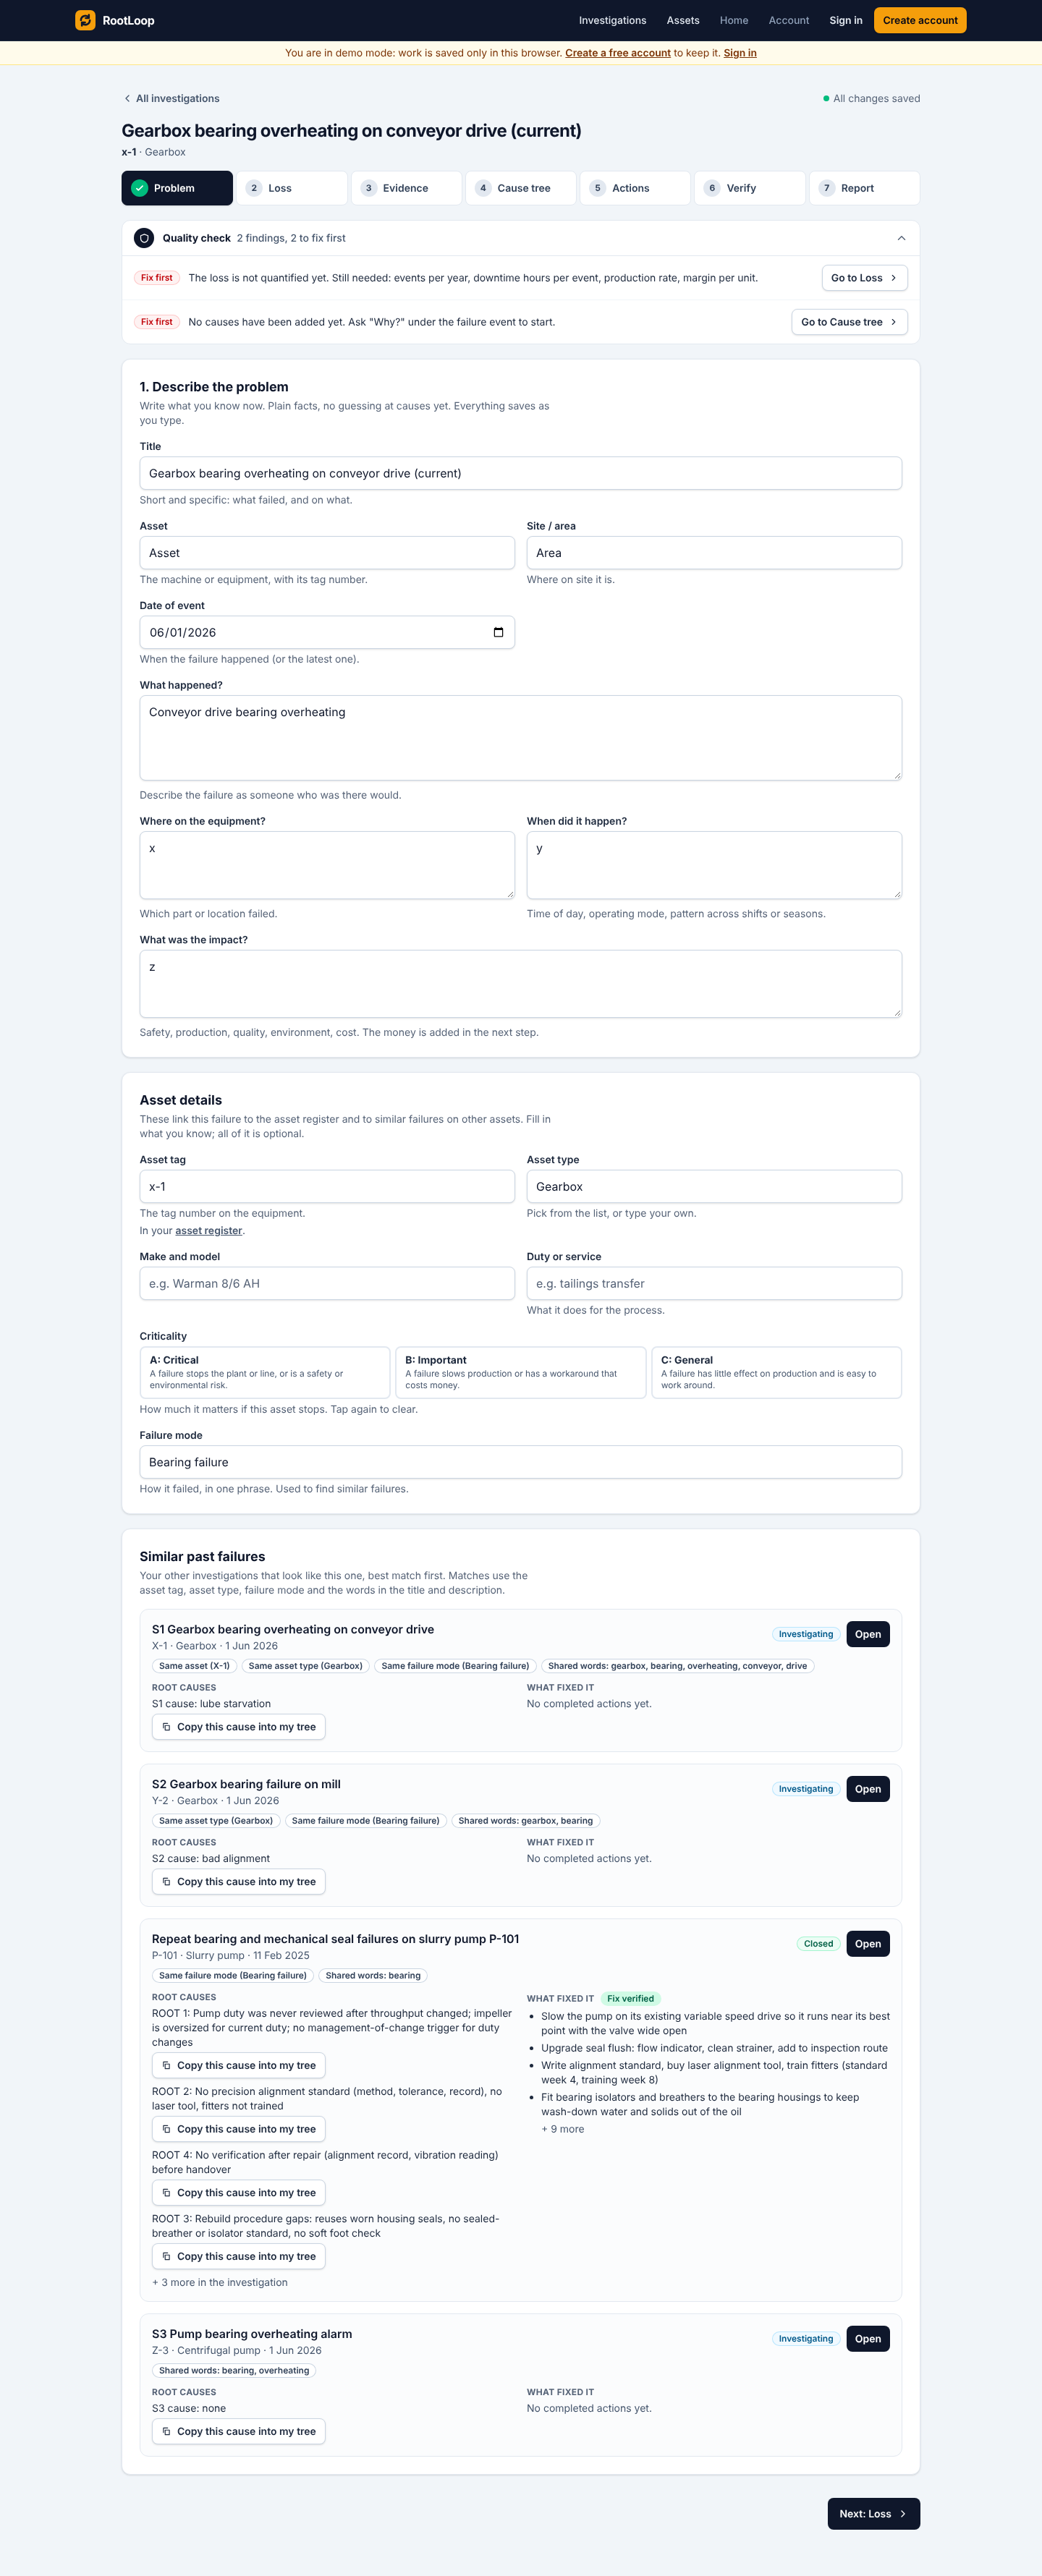 RootLoop
Investigations
Assets
Home
Account
Sign in
Create account
You are in demo mode: work is saved only in this browser. Create a free account to keep it. Sign in
All investigations
All changes saved
Gearbox bearing overheating on conveyor drive (current)
x-1 · Gearbox
Problem
2 Loss
3 Evidence
4 Cause tree
5 Actions
6 Verify
7 Report
Quality check 2 findings, 2 to fix first
Fix first The loss is not quantified yet. Still needed: events per year, downtime hours per event, production rate, margin per unit.
Go to Loss
Fix first No causes have been added yet. Ask "Why?" under the failure event to start.
Go to Cause tree
1. Describe the problem
Write what you know now. Plain facts, no guessing at causes yet. Everything saves as
you type.
Title
Gearbox bearing overheating on conveyor drive (current)
Short and specific: what failed, and on what.
Asset
Asset
The machine or equipment, with its tag number.
Site / area
Area
Where on site it is.
Date of event
06/01/2026
When the failure happened (or the latest one).
What happened?
Conveyor drive bearing overheating
Describe the failure as someone who was there would.
Where on the equipment?
x
Which part or location failed.
When did it happen?
y
Time of day, operating mode, pattern across shifts or seasons.
What was the impact?
z
Safety, production, quality, environment, cost. The money is added in the next step.
Asset details
These link this failure to the asset register and to similar failures on other assets. Fill in
what you know; all of it is optional.
Asset tag
x-1
The tag number on the equipment.
In your asset register.
Asset type
Gearbox
Pick from the list, or type your own.
Make and model
e.g. Warman 8/6 AH
Duty or service
e.g. tailings transfer
What it does for the process.
Criticality
A: Critical
A failure stops the plant or line, or is a safety or
environmental risk.
B: Important
A failure slows production or has a workaround that
costs money.
C: General
A failure has little effect on production and is easy to
work around.
How much it matters if this asset stops. Tap again to clear.
Failure mode
Bearing failure
How it failed, in one phrase. Used to find similar failures.
Similar past failures
Your other investigations that look like this one, best match first. Matches use the
asset tag, asset type, failure mode and the words in the title and description.
S1 Gearbox bearing overheating on conveyor drive
Investigating
Open
X-1 · Gearbox · 1 Jun 2026
Same asset (X-1)
Same asset type (Gearbox)
Same failure mode (Bearing failure)
Shared words: gearbox, bearing, overheating, conveyor, drive
ROOT CAUSES
S1 cause: lube starvation
Copy this cause into my tree
WHAT FIXED IT
No completed actions yet.
S2 Gearbox bearing failure on mill
Investigating
Open
Y-2 · Gearbox · 1 Jun 2026
Same asset type (Gearbox)
Same failure mode (Bearing failure)
Shared words: gearbox, bearing
ROOT CAUSES
S2 cause: bad alignment
Copy this cause into my tree
WHAT FIXED IT
No completed actions yet.
Repeat bearing and mechanical seal failures on slurry pump P-101
Closed
Open
P-101 · Slurry pump · 11 Feb 2025
Same failure mode (Bearing failure)
Shared words: bearing
ROOT CAUSES
ROOT 1: Pump duty was never reviewed after throughput changed; impeller
is oversized for current duty; no management-of-change trigger for duty
changes
Copy this cause into my tree
ROOT 2: No precision alignment standard (method, tolerance, record), no
laser tool, fitters not trained
Copy this cause into my tree
ROOT 4: No verification after repair (alignment record, vibration reading)
before handover
Copy this cause into my tree
ROOT 3: Rebuild procedure gaps: reuses worn housing seals, no sealed-
breather or isolator standard, no soft foot check
Copy this cause into my tree
+ 3 more in the investigation
WHAT FIXED IT Fix verified
• Slow the pump on its existing variable speed drive so it runs near its best
point with the valve wide open
• Upgrade seal flush: flow indicator, clean strainer, add to inspection route
• Write alignment standard, buy laser alignment tool, train fitters (standard
week 4, training week 8)
• Fit bearing isolators and breathers to the bearing housings to keep
wash-down water and solids out of the oil
+ 9 more
S3 Pump bearing overheating alarm
Investigating
Open
Z-3 · Centrifugal pump · 1 Jun 2026
Shared words: bearing, overheating
ROOT CAUSES
S3 cause: none
Copy this cause into my tree
WHAT FIXED IT
No completed actions yet.
Next: Loss